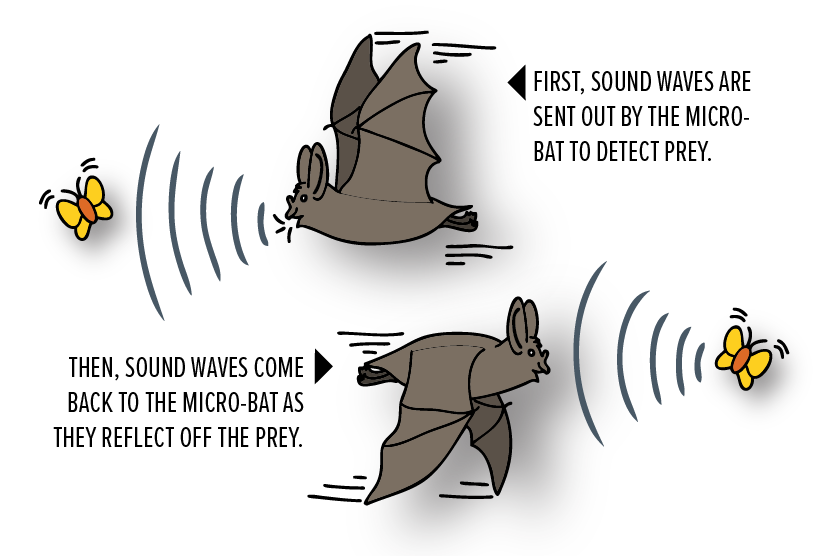 FIRST, SOUND WAVES ARE
SENT OUT BY THE MICRO-
BAT TO DETECT PREY.
THEN, SOUND WAVES COME
BACK TO THE MICRO-BAT AS
THEY REFLECT OFF THE PREY.